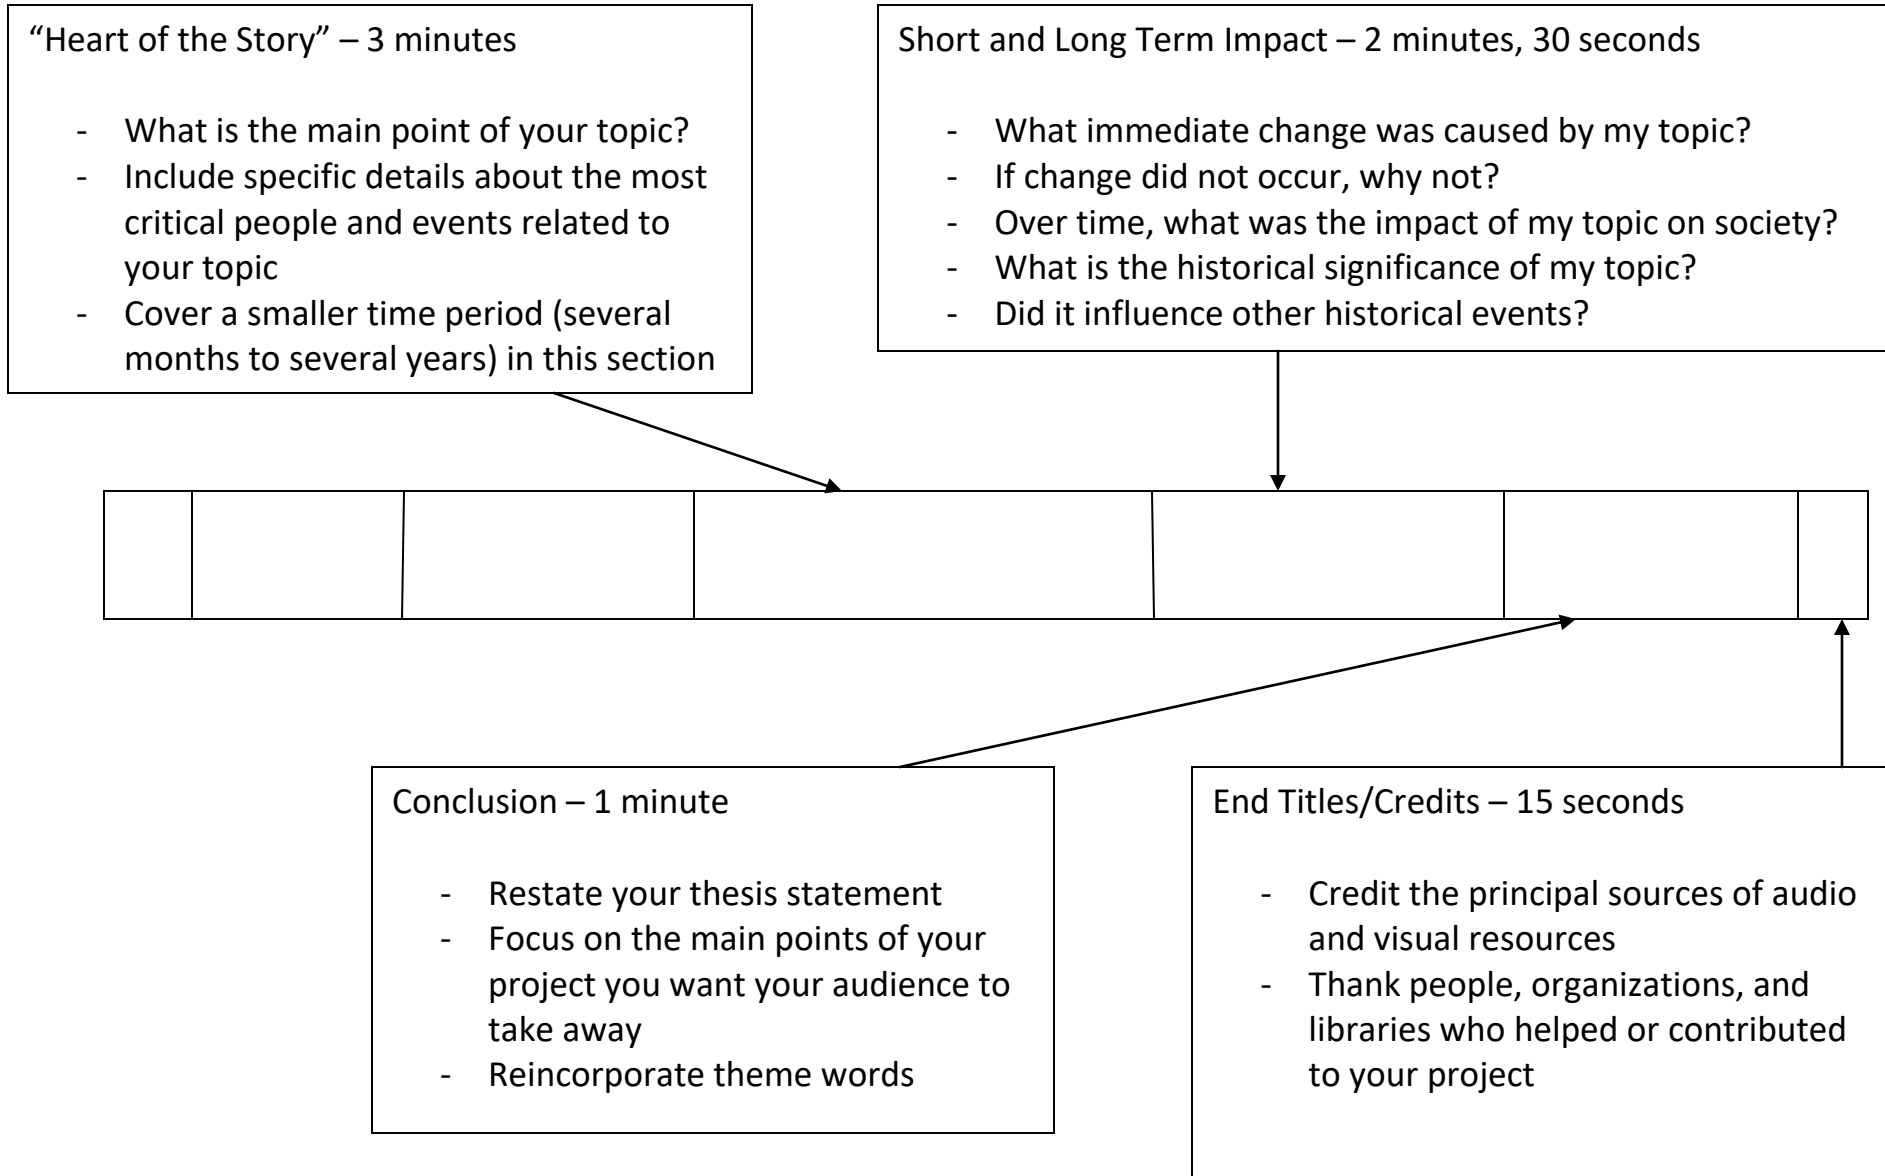 “Heart of the Story” – 3 minutes
- What is the main point of your topic?
- Include specific details about the most
critical people and events related to
your topic
- Cover a smaller time period (several
months to several years) in this section
Short and Long Term Impact – 2 minutes, 30 seconds
- What immediate change was caused by my topic?
- If change did not occur, why not?
- Over time, what was the impact of my topic on society?
- What is the historical significance of my topic?
- Did it influence other historical events?
Conclusion – 1 minute
- Restate your thesis statement
- Focus on the main points of your
project you want your audience to
take away
- Reincorporate theme words
End Titles/Credits – 15 seconds
- Credit the principal sources of audio
and visual resources
- Thank people, organizations, and
libraries who helped or contributed
to your project